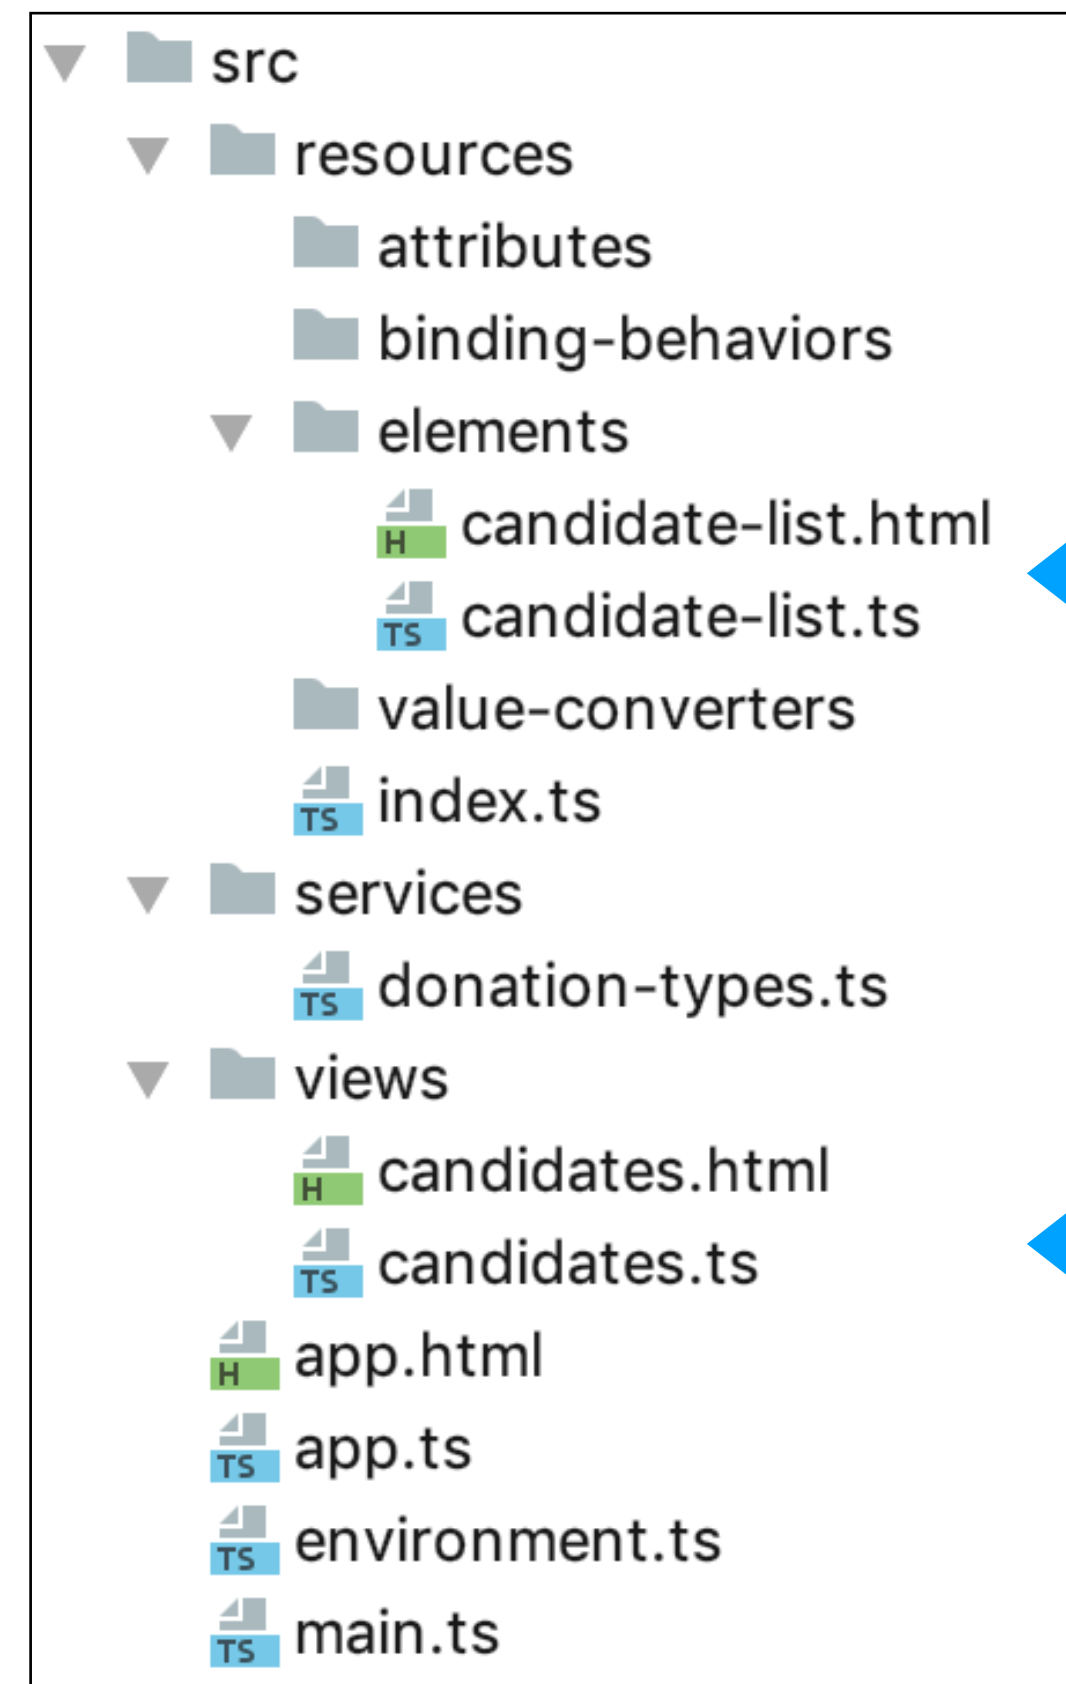 src
resources
attributes
binding-behaviors
elements
H candidate-list.html
TS candidate-list.ts
value-converters
TS index.ts
services
TS donation-types.ts
views
H candidates.html
TS candidates.ts
H app.html
TS app.ts
TS environment.ts
TS main.ts